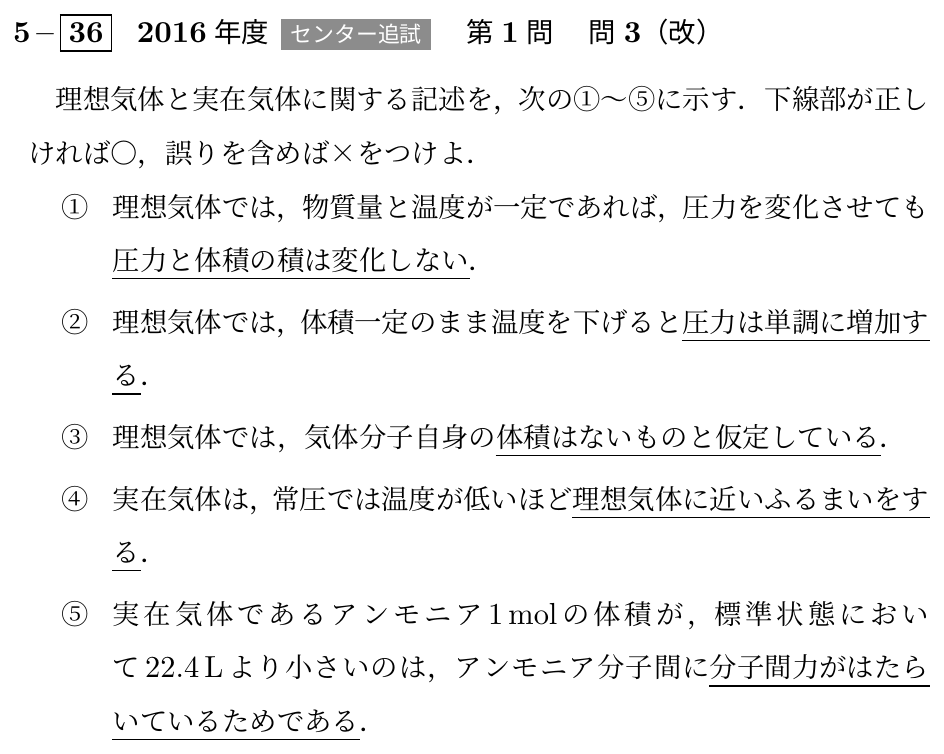 5－36 2016 年度 センター追試 第 1 問 問 3（改）
理想気体と実在気体に関する記述を，次の①～⑤に示す．下線部が正し
ければ○，誤りを含めば×をつけよ．
① 理想気体では，物質量と温度が一定であれば，圧力を変化させても
圧力と体積の積は変化しない．
② 理想気体では，体積一定のまま温度を下げると圧力は単調に増加す
る．
③ 理想気体では，気体分子自身の体積はないものと仮定している．
④ 実在気体は，常圧では温度が低いほど理想気体に近いふるまいをす
る．
⑤ 実在気体であるアンモニア 1 mol の体積が，標準状態におい
て 22.4 L より小さいのは，アンモニア分子間に分子間力がはたら
いているためである．